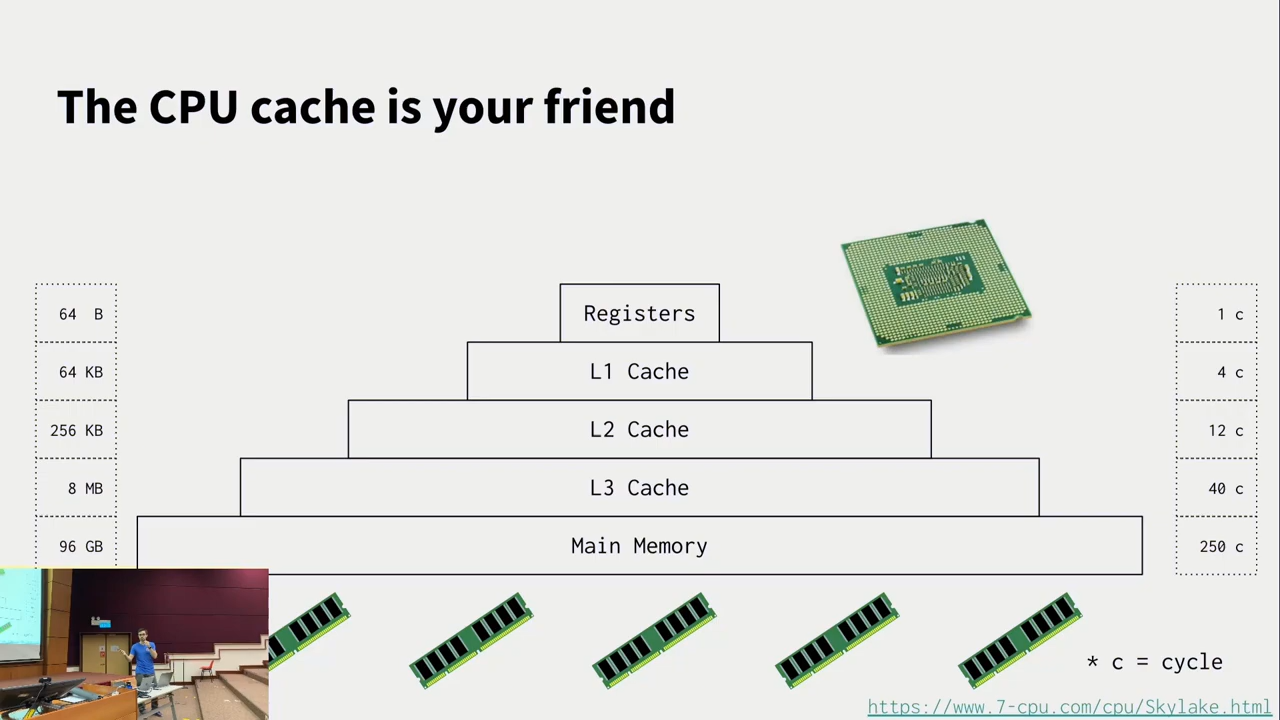 The CPU cache is your friend
64 B
Registers
1 c
64 KB
L1 Cache
4 c
256 KB
L2 Cache
12 c
8 MB
L3 Cache
40 c
96 GB
Main Memory
250 c
* c = cycle
https://www.7-cpu.com/cpu/Skylake.html